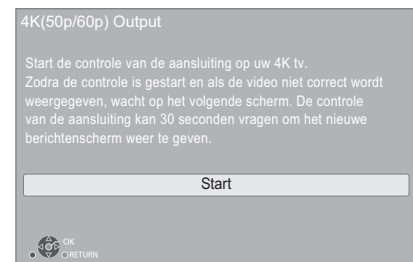 4K(50p/60p) Output
Start de controle van de aansluiting op uw 4K tv.
Zodra de controle is gestart en als de video niet correct wordt
weergegeven, wacht op het volgende scherm. De controle
van de aansluiting kan 30 seconden vragen om het nieuwe
berichtenscherm weer te geven.
Start
OK
RETURN